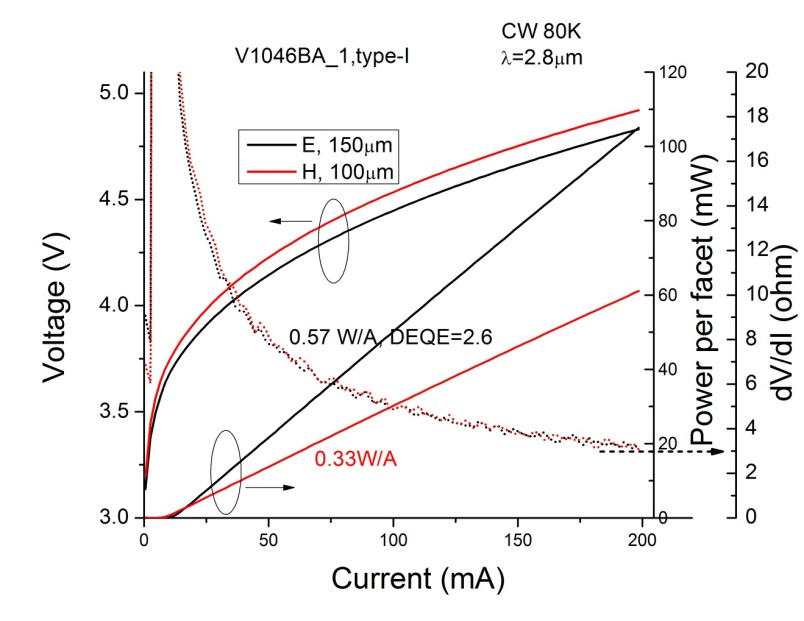 CW 80K
V1046BA_1,type-I
λ=2.8μm
E, 150μm
H, 100μm
0.57 W/A, DEQE=2.6
0.33W/A
Voltage (V)
5.0
4.5
4.0
3.5
3.0
0
50
100
150
200
Current (mA)
120
100
80
60
40
20
0
Power per facet (mW)
20
18
16
14
12
10
8
6
4
2
0
dV/dI (ohm)